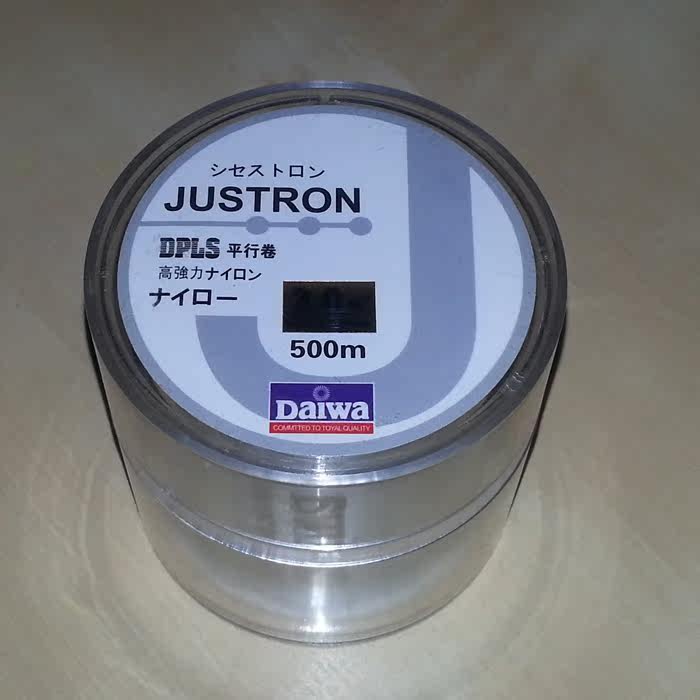 シセストロン
JUSTRON
DPLS 平行巻
高強力ナイロン
ナイロー
500m
Daiwa
COMMITTED TO TOYAL QUALITY